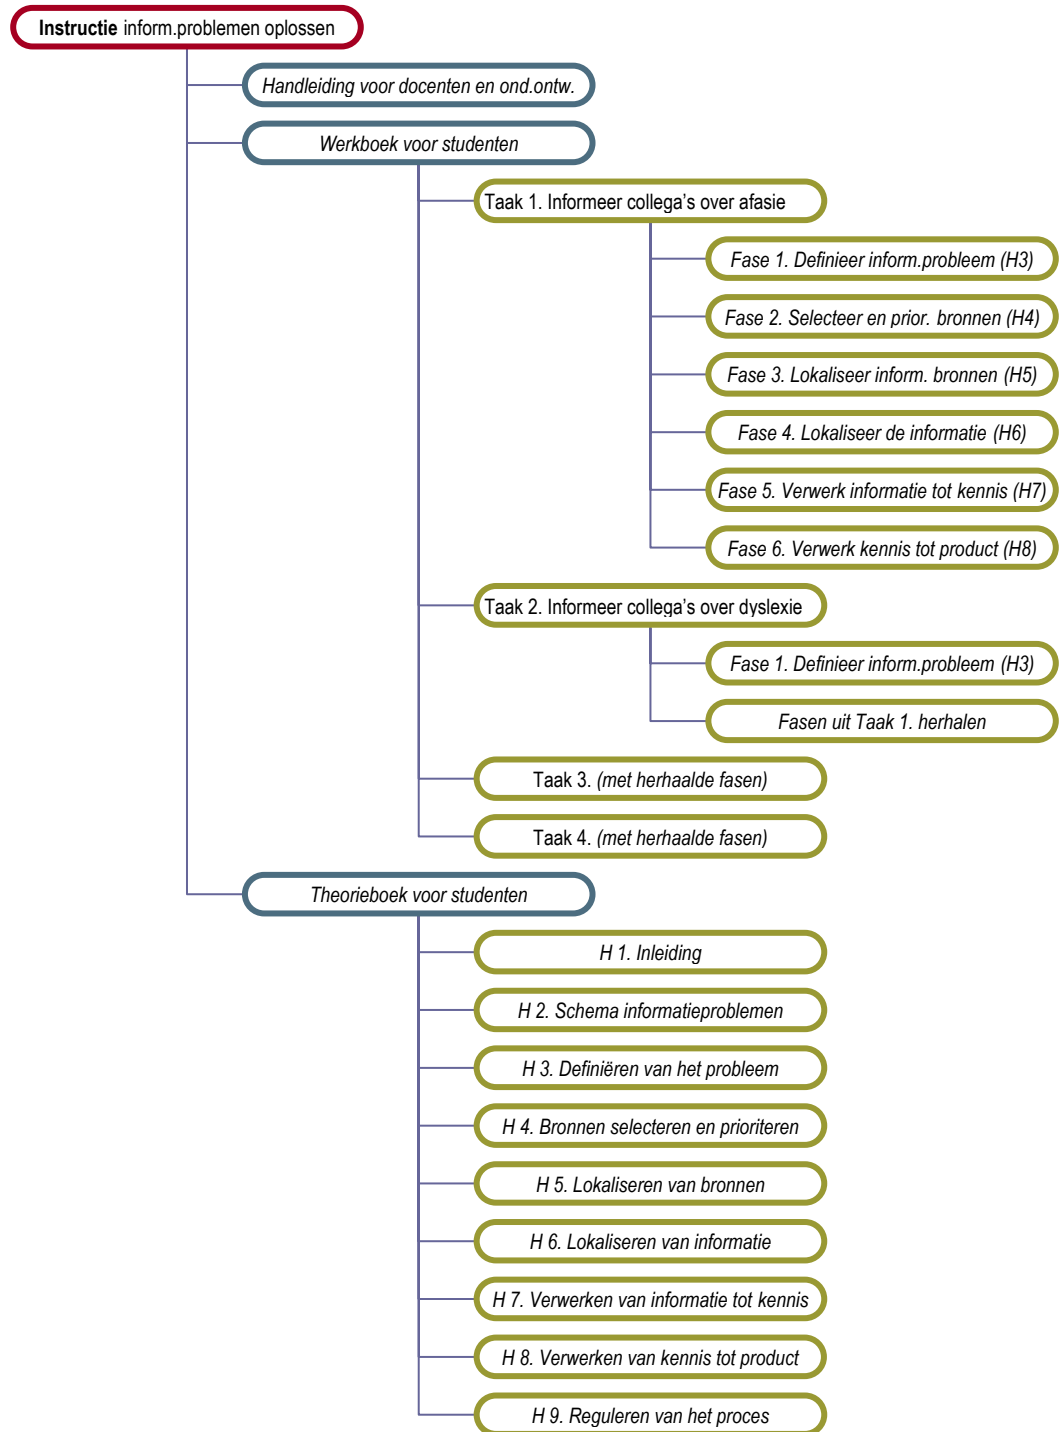 Instructie inform.problemen oplossen
Handleiding voor docenten en ond.ontw.
Werkboek voor studenten
Taak 1. Informeer collega's over afasie
Fase 1. Definieer inform.probleem (H3)
Fase 2. Selecteer en prior. bronnen (H4)
Fase 3. Lokaliseer inform. bronnen (H5)
Fase 4. Lokaliseer de informatie (H6)
Fase 5. Verwerk informatie tot kennis (H7)
Fase 6. Verwerk kennis tot product (H8)
Taak 2. Informeer collega's over dyslexie
Fase 1. Definieer inform.probleem (H3)
Fasen uit Taak 1. herhalen
Taak 3. (met herhaalde fasen)
Taak 4. (met herhaalde fasen)
Theorieboek voor studenten
H 1. Inleiding
H 2. Schema informatieproblemen
H 3. Definiëren van het probleem
H 4. Bronnen selecteren en prioriteren
H 5. Lokaliseren van bronnen
H 6. Lokaliseren van informatie
H 7. Verwerken van informatie tot kennis
H 8. Verwerken van kennis tot product
H 9. Reguleren van het proces